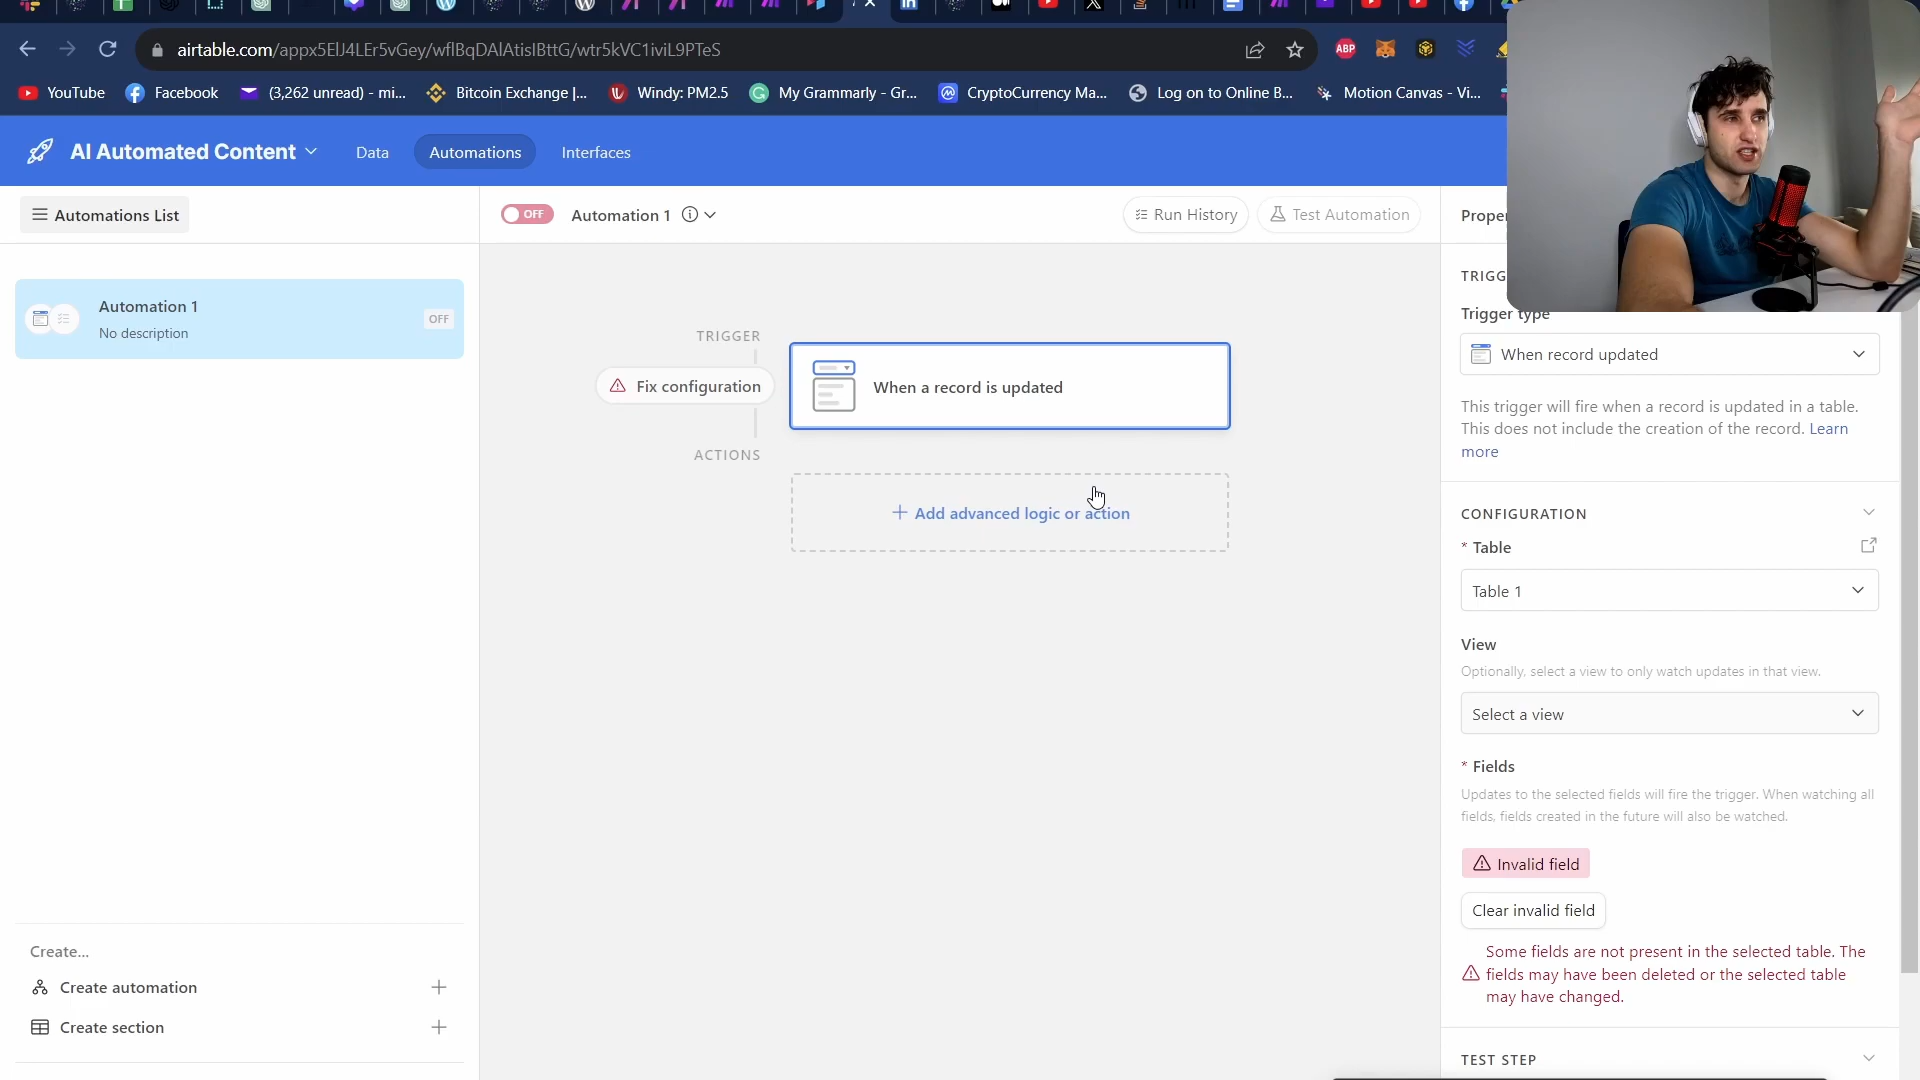 airtable.com/appx5ElJ4LEr5vGey/wflBqDAlAtisIBttG/wtr5kVC1iviL9PTeS
ABP
YouTube
Facebook
(3,262 unread) - mi...
Bitcoin Exchange |...
Windy: PM2.5
My Grammarly - Gr...
CryptoCurrency Ma...
Log on to Online B...
Motion Canvas - Vi...
AI Automated Content
Data
Automations
Interfaces
Automations List
OFF
Automation 1
Run History
Test Automation
Automation 1
No description
OFF
TRIGGER
Fix configuration
When a record is updated
ACTIONS
+ Add advanced logic or action
Create...
Create automation
Create section
Proper
TRIGG
Trigger type
When record updated
This trigger will fire when a record is updated in a table.
This does not include the creation of the record. Learn
more
CONFIGURATION
* Table
Table 1
View
Optionally, select a view to only watch updates in that view.
Select a view
* Fields
Updates to the selected fields will fire the trigger. When watching all
fields, fields created in the future will also be watched.
Invalid field
Clear invalid field
Some fields are not present in the selected table. The
fields may have been deleted or the selected table
may have changed.
TEST STEP